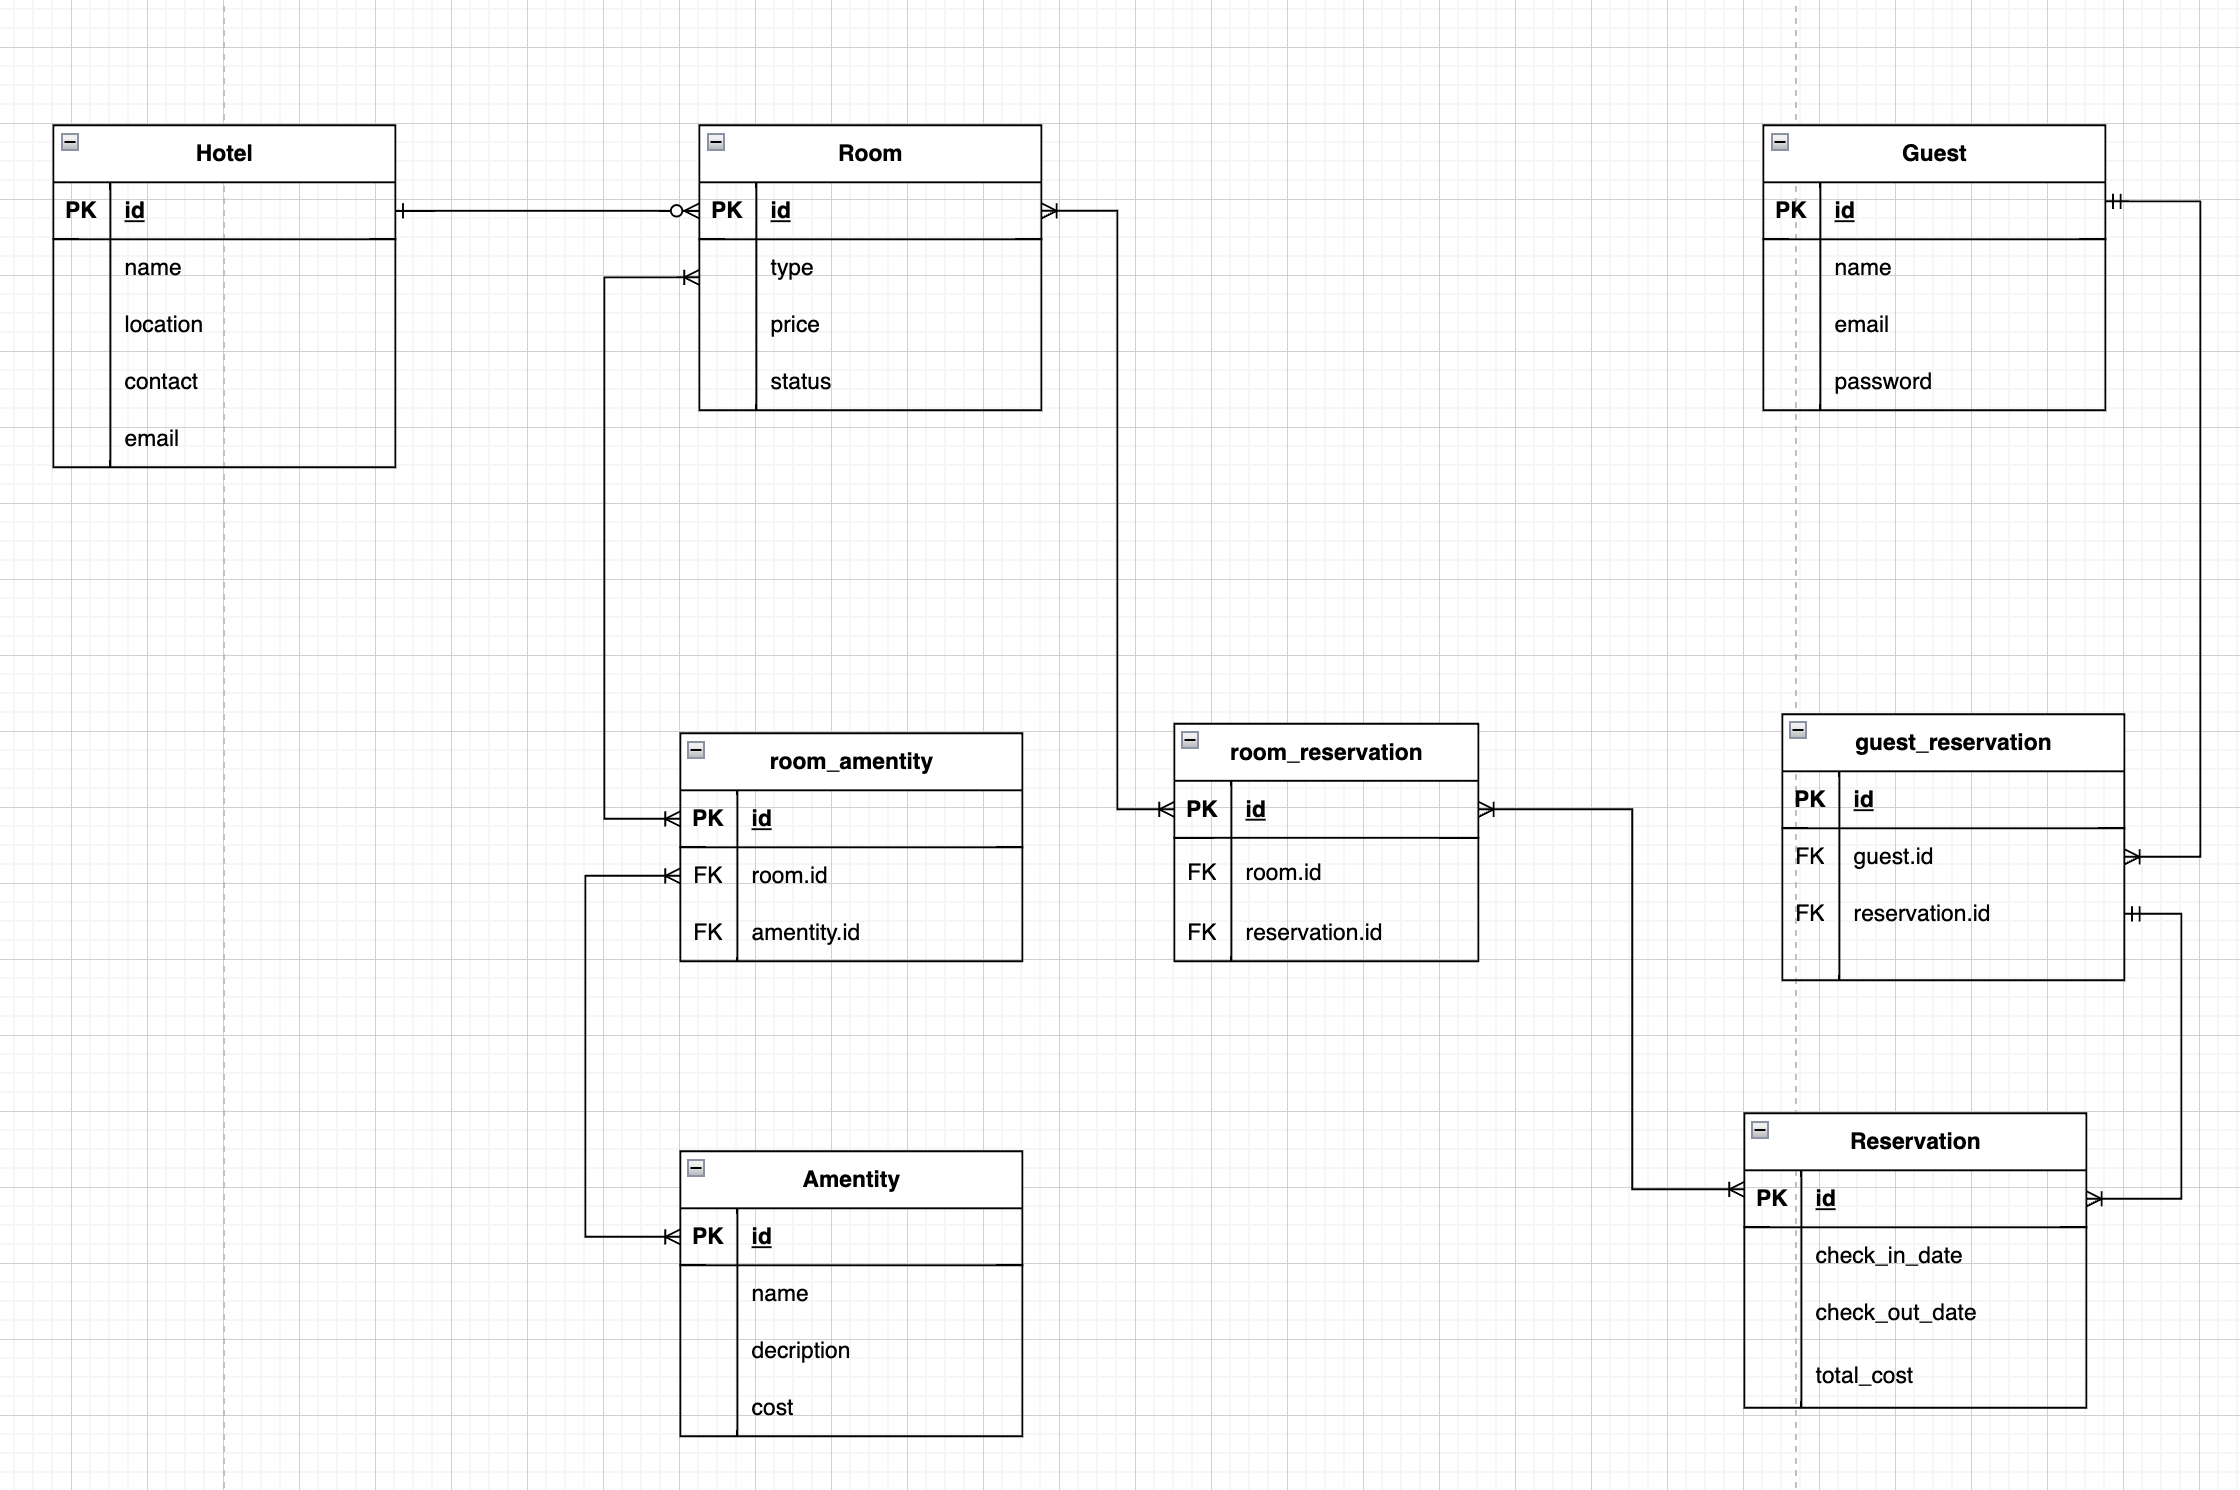 Hotel
PK id
name
location
contact
email
Room
PK id
type
price
status
Guest
PK id
name
email
password
room_amentity
PK id
FK room.id
FK amentity.id
room_reservation
PK id
FK room.id
FK reservation.id
guest_reservation
PK id
FK guest.id
FK reservation.id
Amentity
PK id
name
decription
cost
Reservation
PK id
check_in_date
check_out_date
total_cost